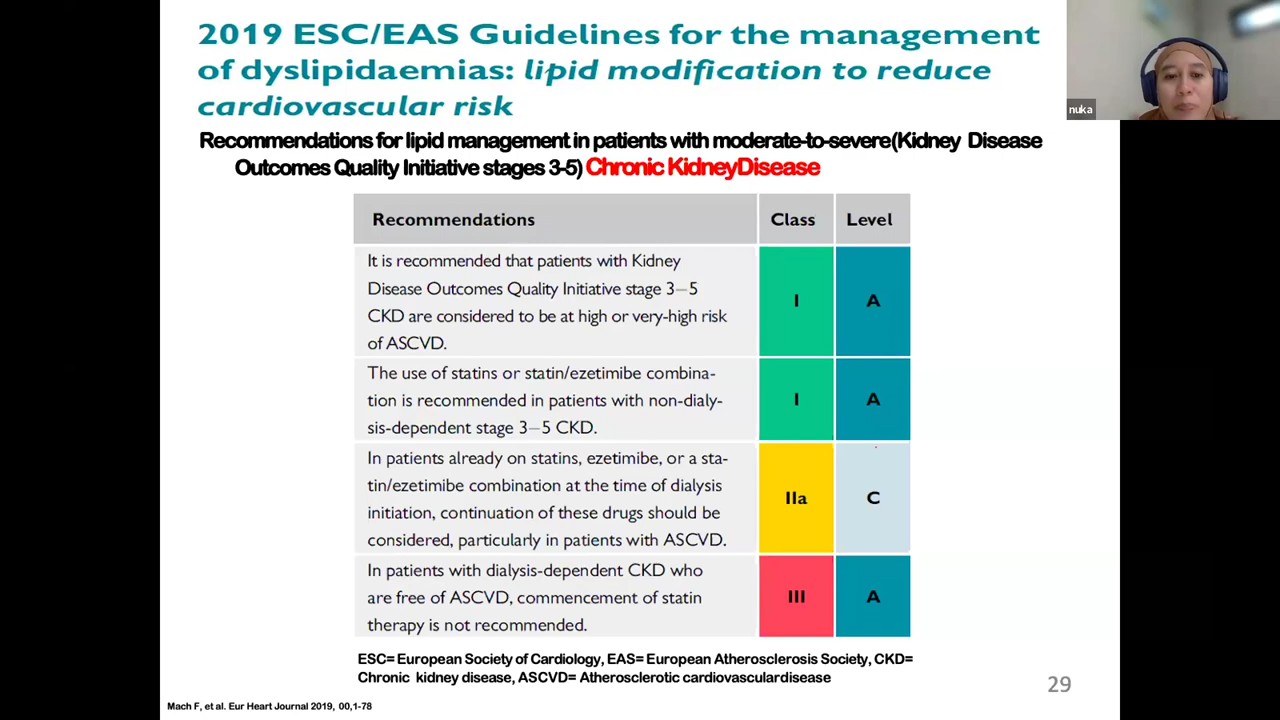 2019 ESC/EAS Guidelines for the management
of dyslipidaemias: lipid modification to reduce
cardiovascular risk
nuka
Recommendations for lipid management in patients with moderate-to-severe(Kidney Disease
Outcomes Quality Initiative stages 3-5) Chronic KidneyDisease
Recommendations Class Level
It is recommended that patients with Kidney
Disease Outcomes Quality Initiative stage 3–5
CKD are considered to be at high or very-high risk
of ASCVD.
I A
The use of statins or statin/ezetimibe combina-
tion is recommended in patients with non-dialy-
sis-dependent stage 3–5 CKD.
I A
In patients already on statins, ezetimibe, or a sta-
tin/ezetimibe combination at the time of dialysis
initiation, continuation of these drugs should be
considered, particularly in patients with ASCVD.
IIa C
In patients with dialysis-dependent CKD who
are free of ASCVD, commencement of statin
therapy is not recommended.
III A
ESC= European Society of Cardiology, EAS= European Atherosclerosis Society, CKD=
Chronic kidney disease, ASCVD= Atherosclerotic cardiovasculardisease
29
Mach F, et al. Eur Heart Journal 2019, 00,1-78